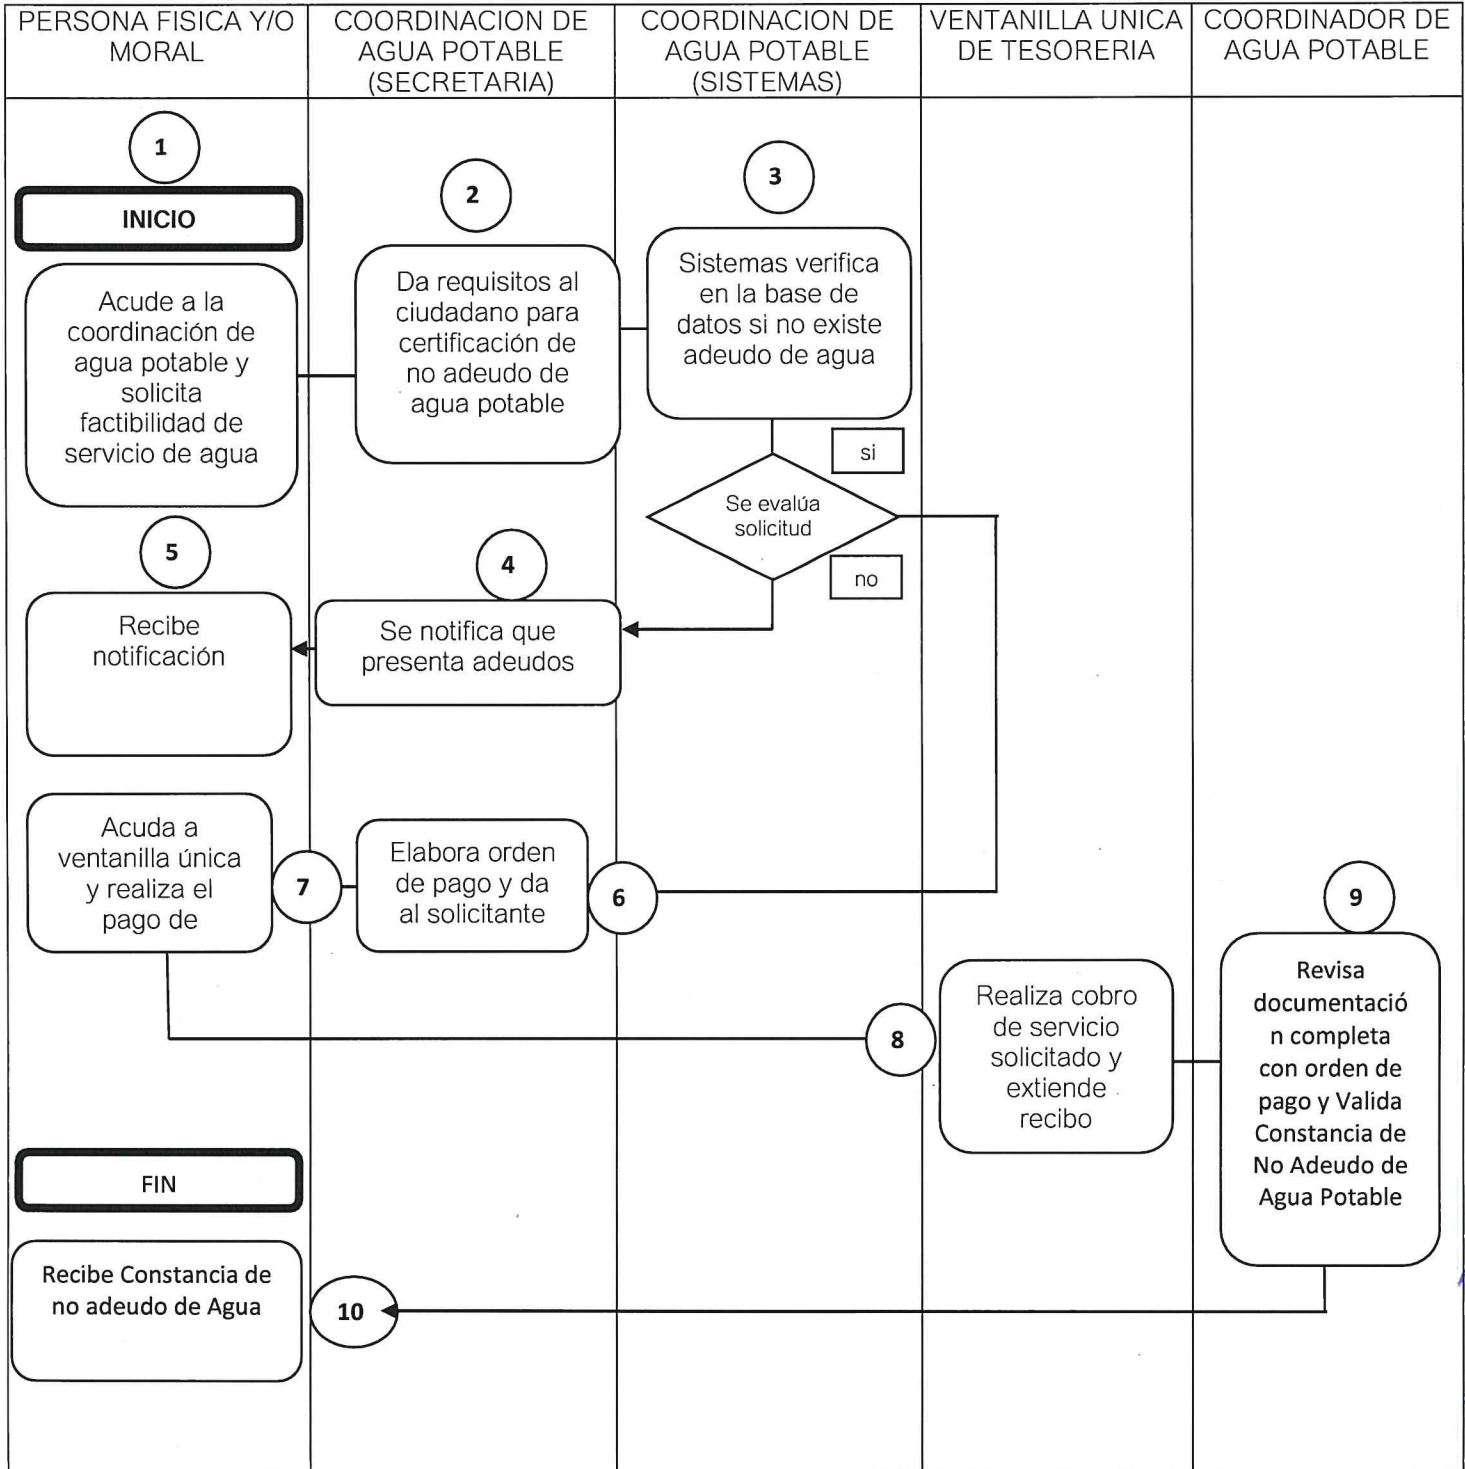 PERSONA FISICA Y/O
MORAL
COORDINACION DE
AGUA POTABLE
(SECRETARIA)
COORDINACION DE
AGUA POTABLE
(SISTEMAS)
VENTANILLA UNICA
DE TESORERIA
COORDINADOR DE
AGUA POTABLE
1
INICIO
Acude a la
coordinación de
agua potable y
solicita
factibilidad de
servicio de agua
2
Da requisitos al
ciudadano para
certificación de
no adeudo de
agua potable
3
Sistemas verifica
en la base de
datos si no existe
adeudo de agua
si
Se evalúa
solicitud
no
4
Se notifica que
presenta adeudos
5
Recibe
notificación
6
Elabora orden
de pago y da
al solicitante
7
Acuda a
ventanilla única
y realiza el
pago de
8
Realiza cobro
de servicio
solicitado y
extiende
recibo
9
Revisa
documentació
n completa
con orden de
pago y Valida
Constancia de
No Adeudo de
Agua Potable
10
FIN
Recibe Constancia de
no adeudo de Agua